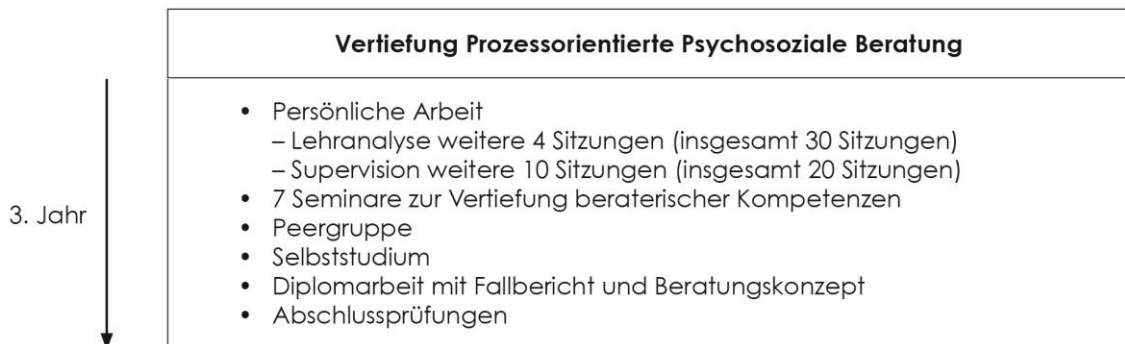 Vertiefung Prozessorientierte Psychosoziale Beratung
3. Jahr
• Persönliche Arbeit
– Lehranalyse weitere 4 Sitzungen (insgesamt 30 Sitzungen)
– Supervision weitere 10 Sitzungen (insgesamt 20 Sitzungen)
• 7 Seminare zur Vertiefung beraterischer Kompetenzen
• Peergruppe
• Selbststudium
• Diplomarbeit mit Fallbericht und Beratungskonzept
• Abschlussprüfungen